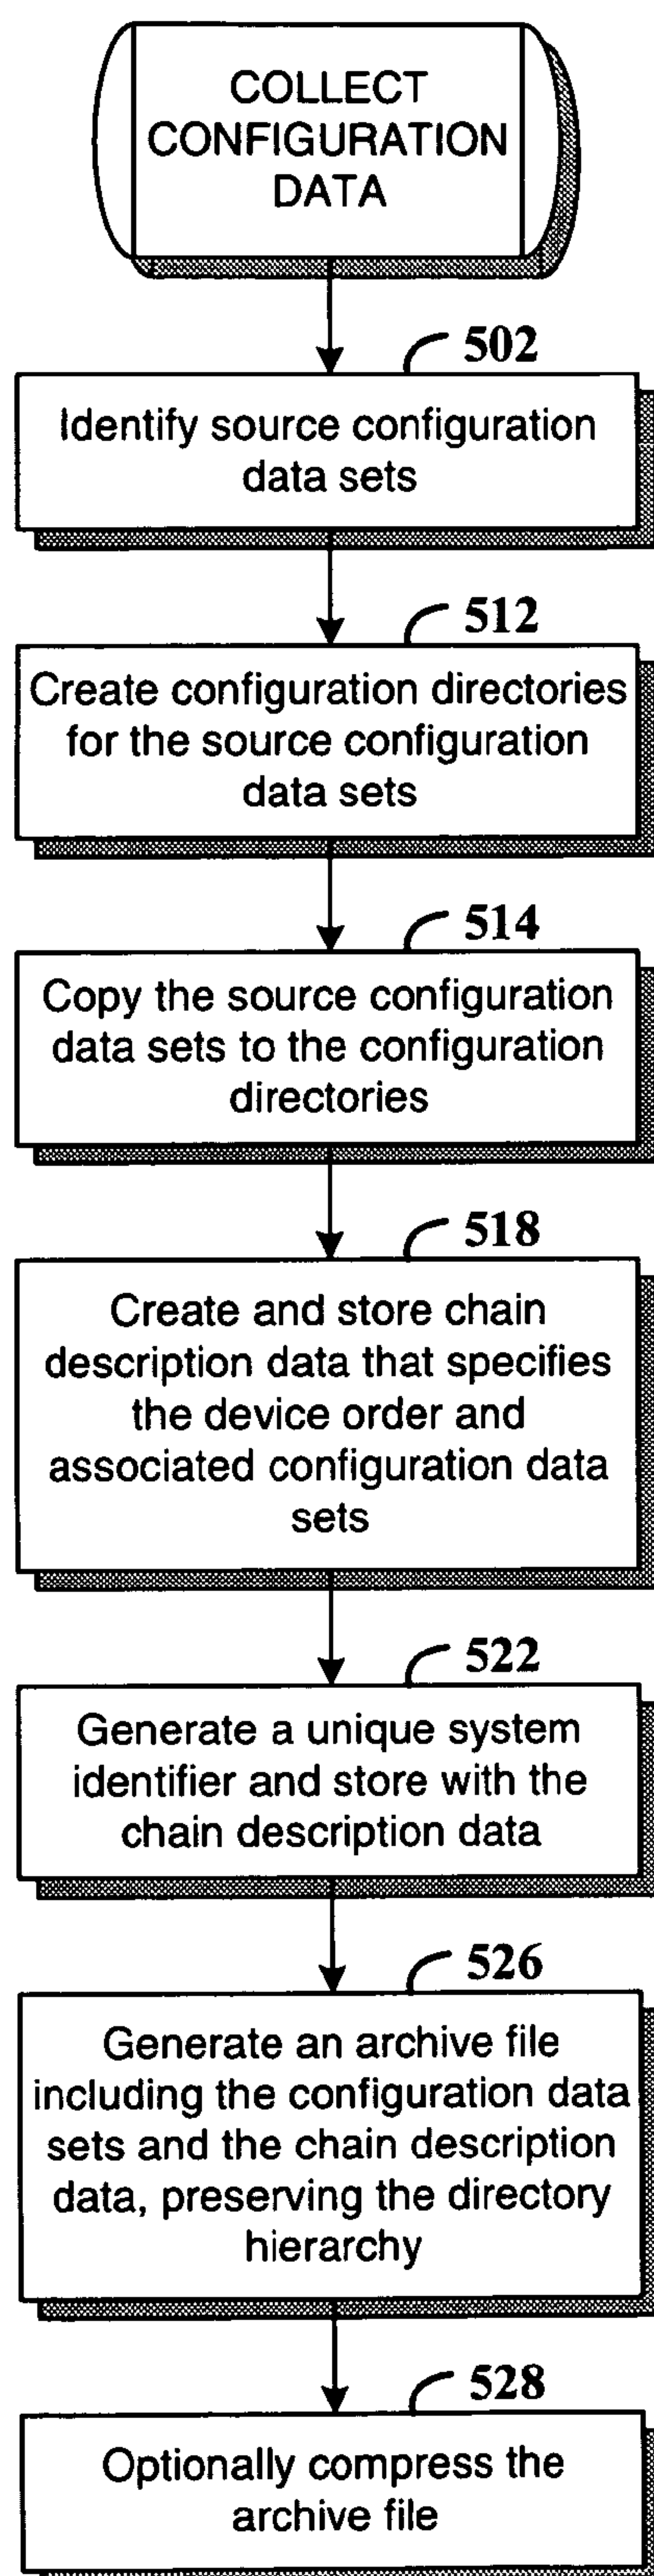 COLLECT
CONFIGURATION
DATA
502
Identify source configuration
data sets
512
Create configuration directories
for the source configuration
data sets
514
Copy the source configuration
data sets to the configuration
directories
518
Create and store chain
description data that specifies
the device order and
associated configuration data
sets
522
Generate a unique system
identifier and store with the
chain description data
526
Generate an archive file
including the configuration data
sets and the chain description
data, preserving the directory
hierarchy
528
Optionally compress the
archive file